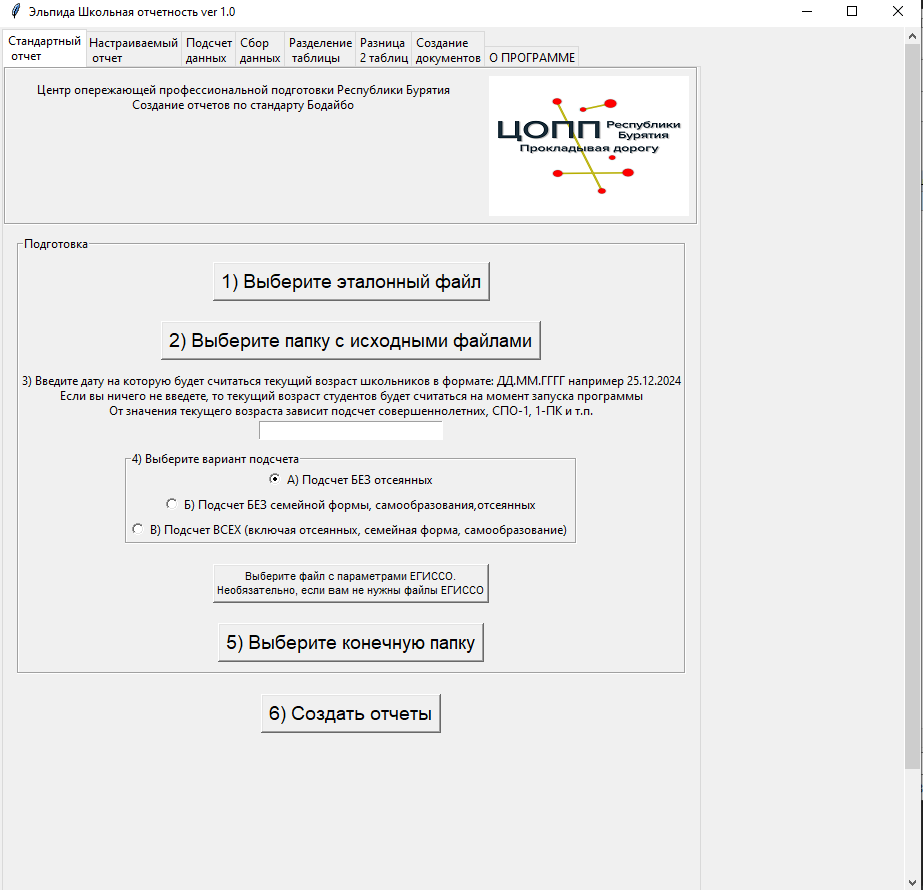 Эльпида Школьная отчетность ver 1.0
Стандартный
отчет
Настраиваемый
отчет
Подсчет
данных
Сбор
данных
Разделение
таблицы
Разница
2 таблиц
Создание
документов
О ПРОГРАММЕ
Центр опережающей профессиональной подготовки Республики Бурятия
Создание отчетов по стандарту Бодайбо
ЦОПП Республики
Бурятия
Прокладывая дорогу
Подготовка
1) Выберите эталонный файл
2) Выберите папку с исходными файлами
3) Введите дату на которую будет считаться текущий возраст школьников в формате: ДД.ММ.ГГГГ например 25.12.2024
Если вы ничего не введете, то текущий возраст студентов будет считаться на момент запуска программы
От значения текущего возраста зависит подсчет совершеннолетних, СПО-1, 1-ПК и т.п.
4) Выберите вариант подсчета
А) Подсчет БЕЗ отсеянных
Б) Подсчет БЕЗ семейной формы, самообразования,отсеянных
В) Подсчет ВСЕХ (включая отсеянных, семейная форма, самообразование)
Выберите файл с параметрами ЕГИССО.
Необязательно, если вам не нужны файлы ЕГИССО
5) Выберите конечную папку
6) Создать отчеты